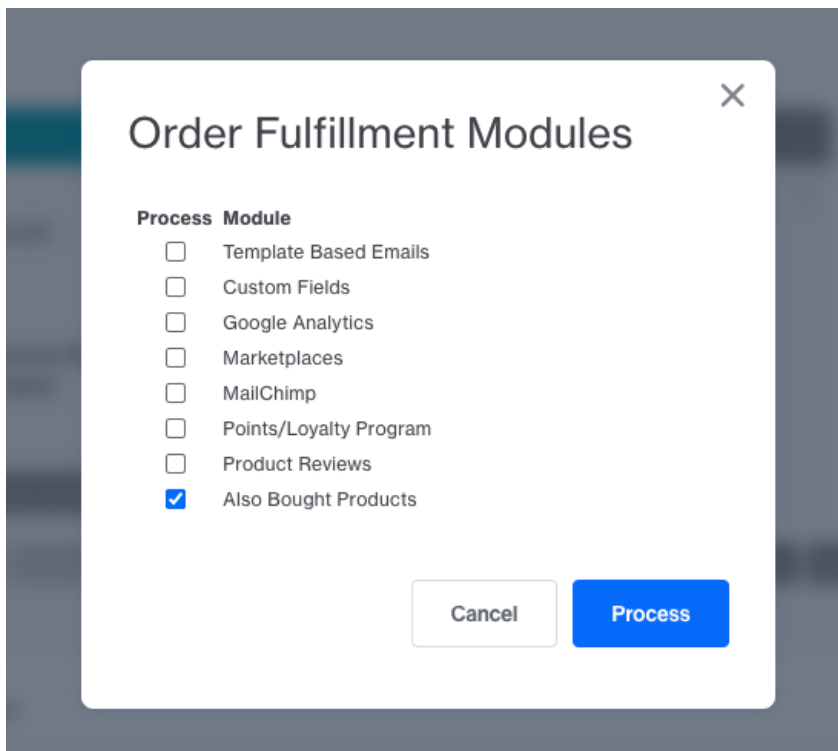 Order Fulfillment Modules
Process Module
Template Based Emails
Custom Fields
Google Analytics
Marketplaces
MailChimp
Points/Loyalty Program
Product Reviews
Also Bought Products
Cancel Process